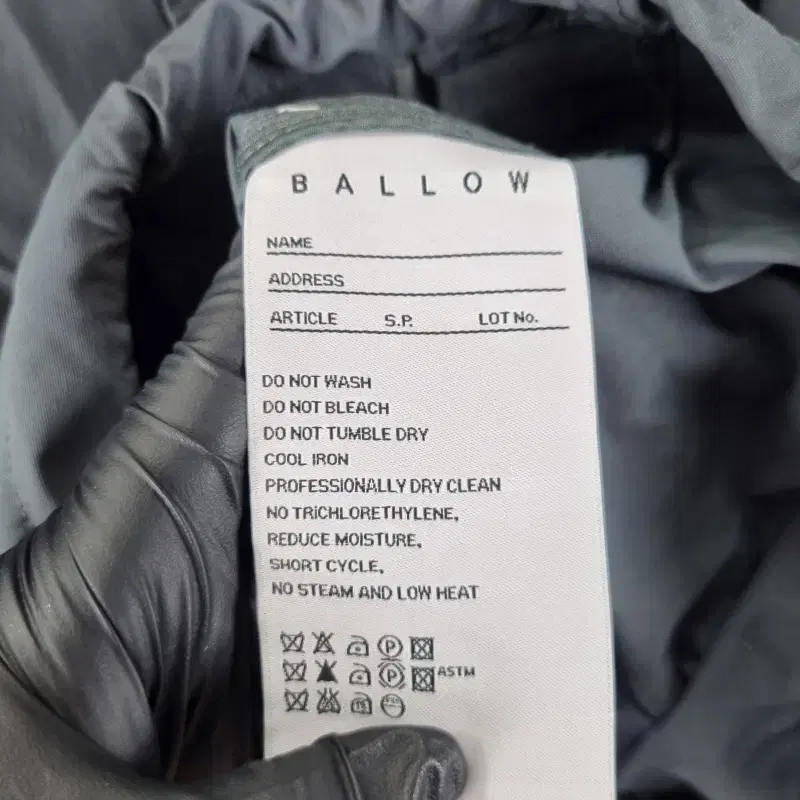 BALLOW
NAME
ADDRESS
ARTICLE S.P. LOT No.
DO NOT WASH
DO NOT BLEACH
DO NOT TUMBLE DRY
COOL IRON
PROFESSIONALLY DRY CLEAN
NO TRICHLORETHYLENE,
REDUCE MOISTURE,
SHORT CYCLE,
NO STEAM AND LOW HEAT
P
P ASTM